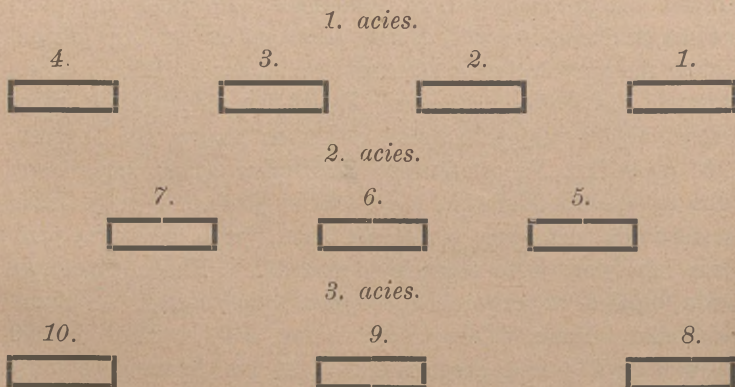 1. acies.
4. 3. 2. 1.
2. acies.
7. 6. 5.
3. acies.
10. 9. 8.